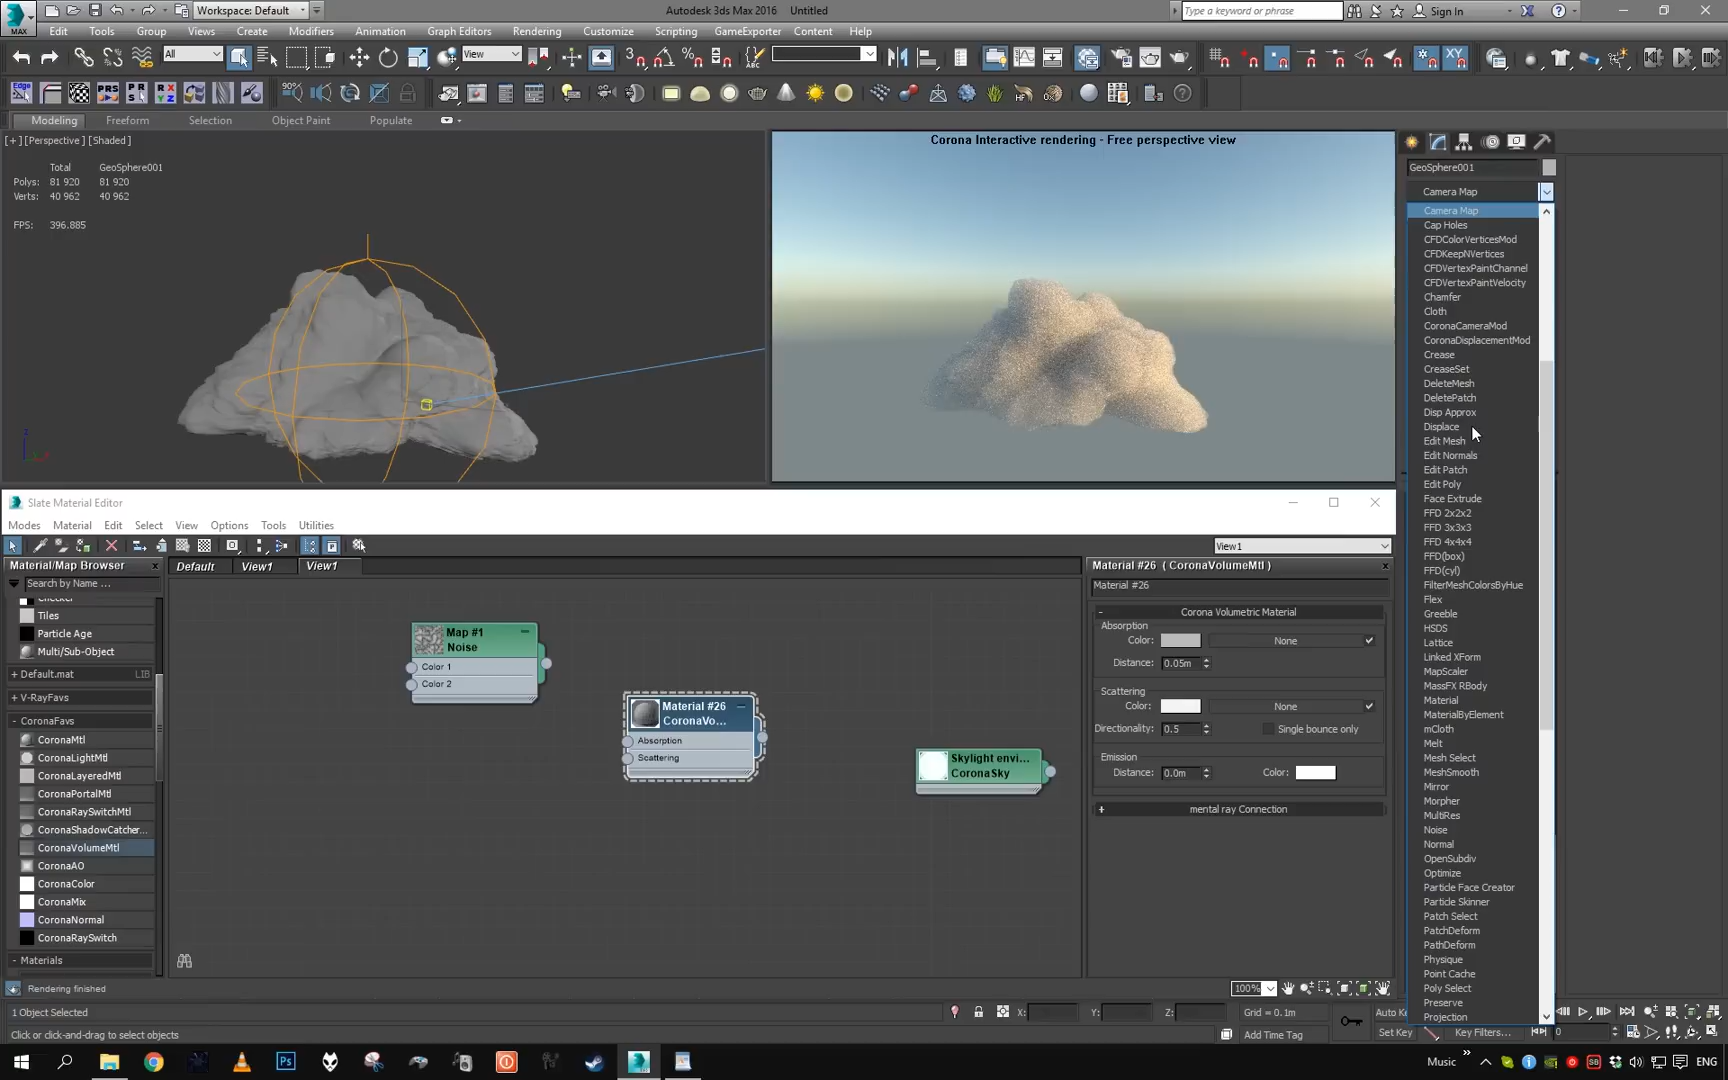 MAX
Workspace: Default
Autodesk 3ds Max 2016
Untitled
Type a keyword or phrase
Sign In
Edit
Tools
Group
Views
Create
Modifiers
Animation
Graph Editors
Rendering
Customize
Scripting
GameExporter
Content
Help
All
View
XY
Edge
PRS
90°
Modeling
Freeform
Selection
Object Paint
Populate
[+] [Perspective] [Shaded]
Total
GeoSphere001
Polys:
81 920
81 920
Verts:
40 962
40 962
FPS:
396.885
Corona Interactive rendering - Free perspective view
GeoSphere001
Camera Map
Camera Map
Cap Holes
CFDColorVerticesMod
CFDKeepNVertices
CFDVertexPaintChannel
CFDVertexPaintVelocity
Chamfer
Cloth
CoronaCameraMod
CoronaDisplacementMod
Crease
CreaseSet
DeleteMesh
DeletePatch
Disp Approx
Displace
Edit Mesh
Edit Normals
Edit Patch
Edit Poly
Face Extrude
FFD 2x2x2
FFD 3x3x3
FFD 4x4x4
FFD(box)
FFD(cyl)
FilterMeshColorsByHue
Flex
Greeble
HSDS
Lattice
Linked XForm
MapScaler
MassFX RBody
Material
MaterialByElement
mCloth
Melt
Mesh Select
MeshSmooth
Mirror
Morpher
MultiRes
Noise
Normal
OpenSubdiv
Optimize
Particle Face Creator
Particle Skinner
Patch Select
PatchDeform
PathDeform
Physique
Point Cache
Poly Select
Preserve
Projection
Slate Material Editor
Modes
Material
Edit
Select
View
Options
Tools
Utilities
View1
Material/Map Browser
Search by Name ...
Checker
Tiles
Particle Age
Multi/Sub-Object
+ Default.mat
LIB
+ V-RayFavs
- CoronaFavs
CoronaMtl
CoronaLightMtl
CoronaLayeredMtl
CoronaPortalMtl
CoronaRaySwitchMtl
CoronaShadowCatcher...
CoronaVolumeMtl
CoronaAO
CoronaColor
CoronaMix
CoronaNormal
CoronaRaySwitch
- Materials
Default
View1
View1
Map #1
Noise
Color 1
Color 2
Material #26
CoronaVo...
Absorption
Scattering
Skylight envi...
CoronaSky
Material #26 ( CoronaVolumeMtl )
Material #26
- Corona Volumetric Material
Absorption
Color:
None
Distance:
0.05m
Scattering
Color:
None
Directionality:
0.5
Single bounce only
Emission
Distance:
0.0m
Color:
+ mental ray Connection
Rendering finished
100%
1 Object Selected
X:
Y:
Z:
Grid = 0.1m
Auto Ke
Click or click-and-drag to select objects
Add Time Tag
Set Key
Key Filters...
0
Music
ENG